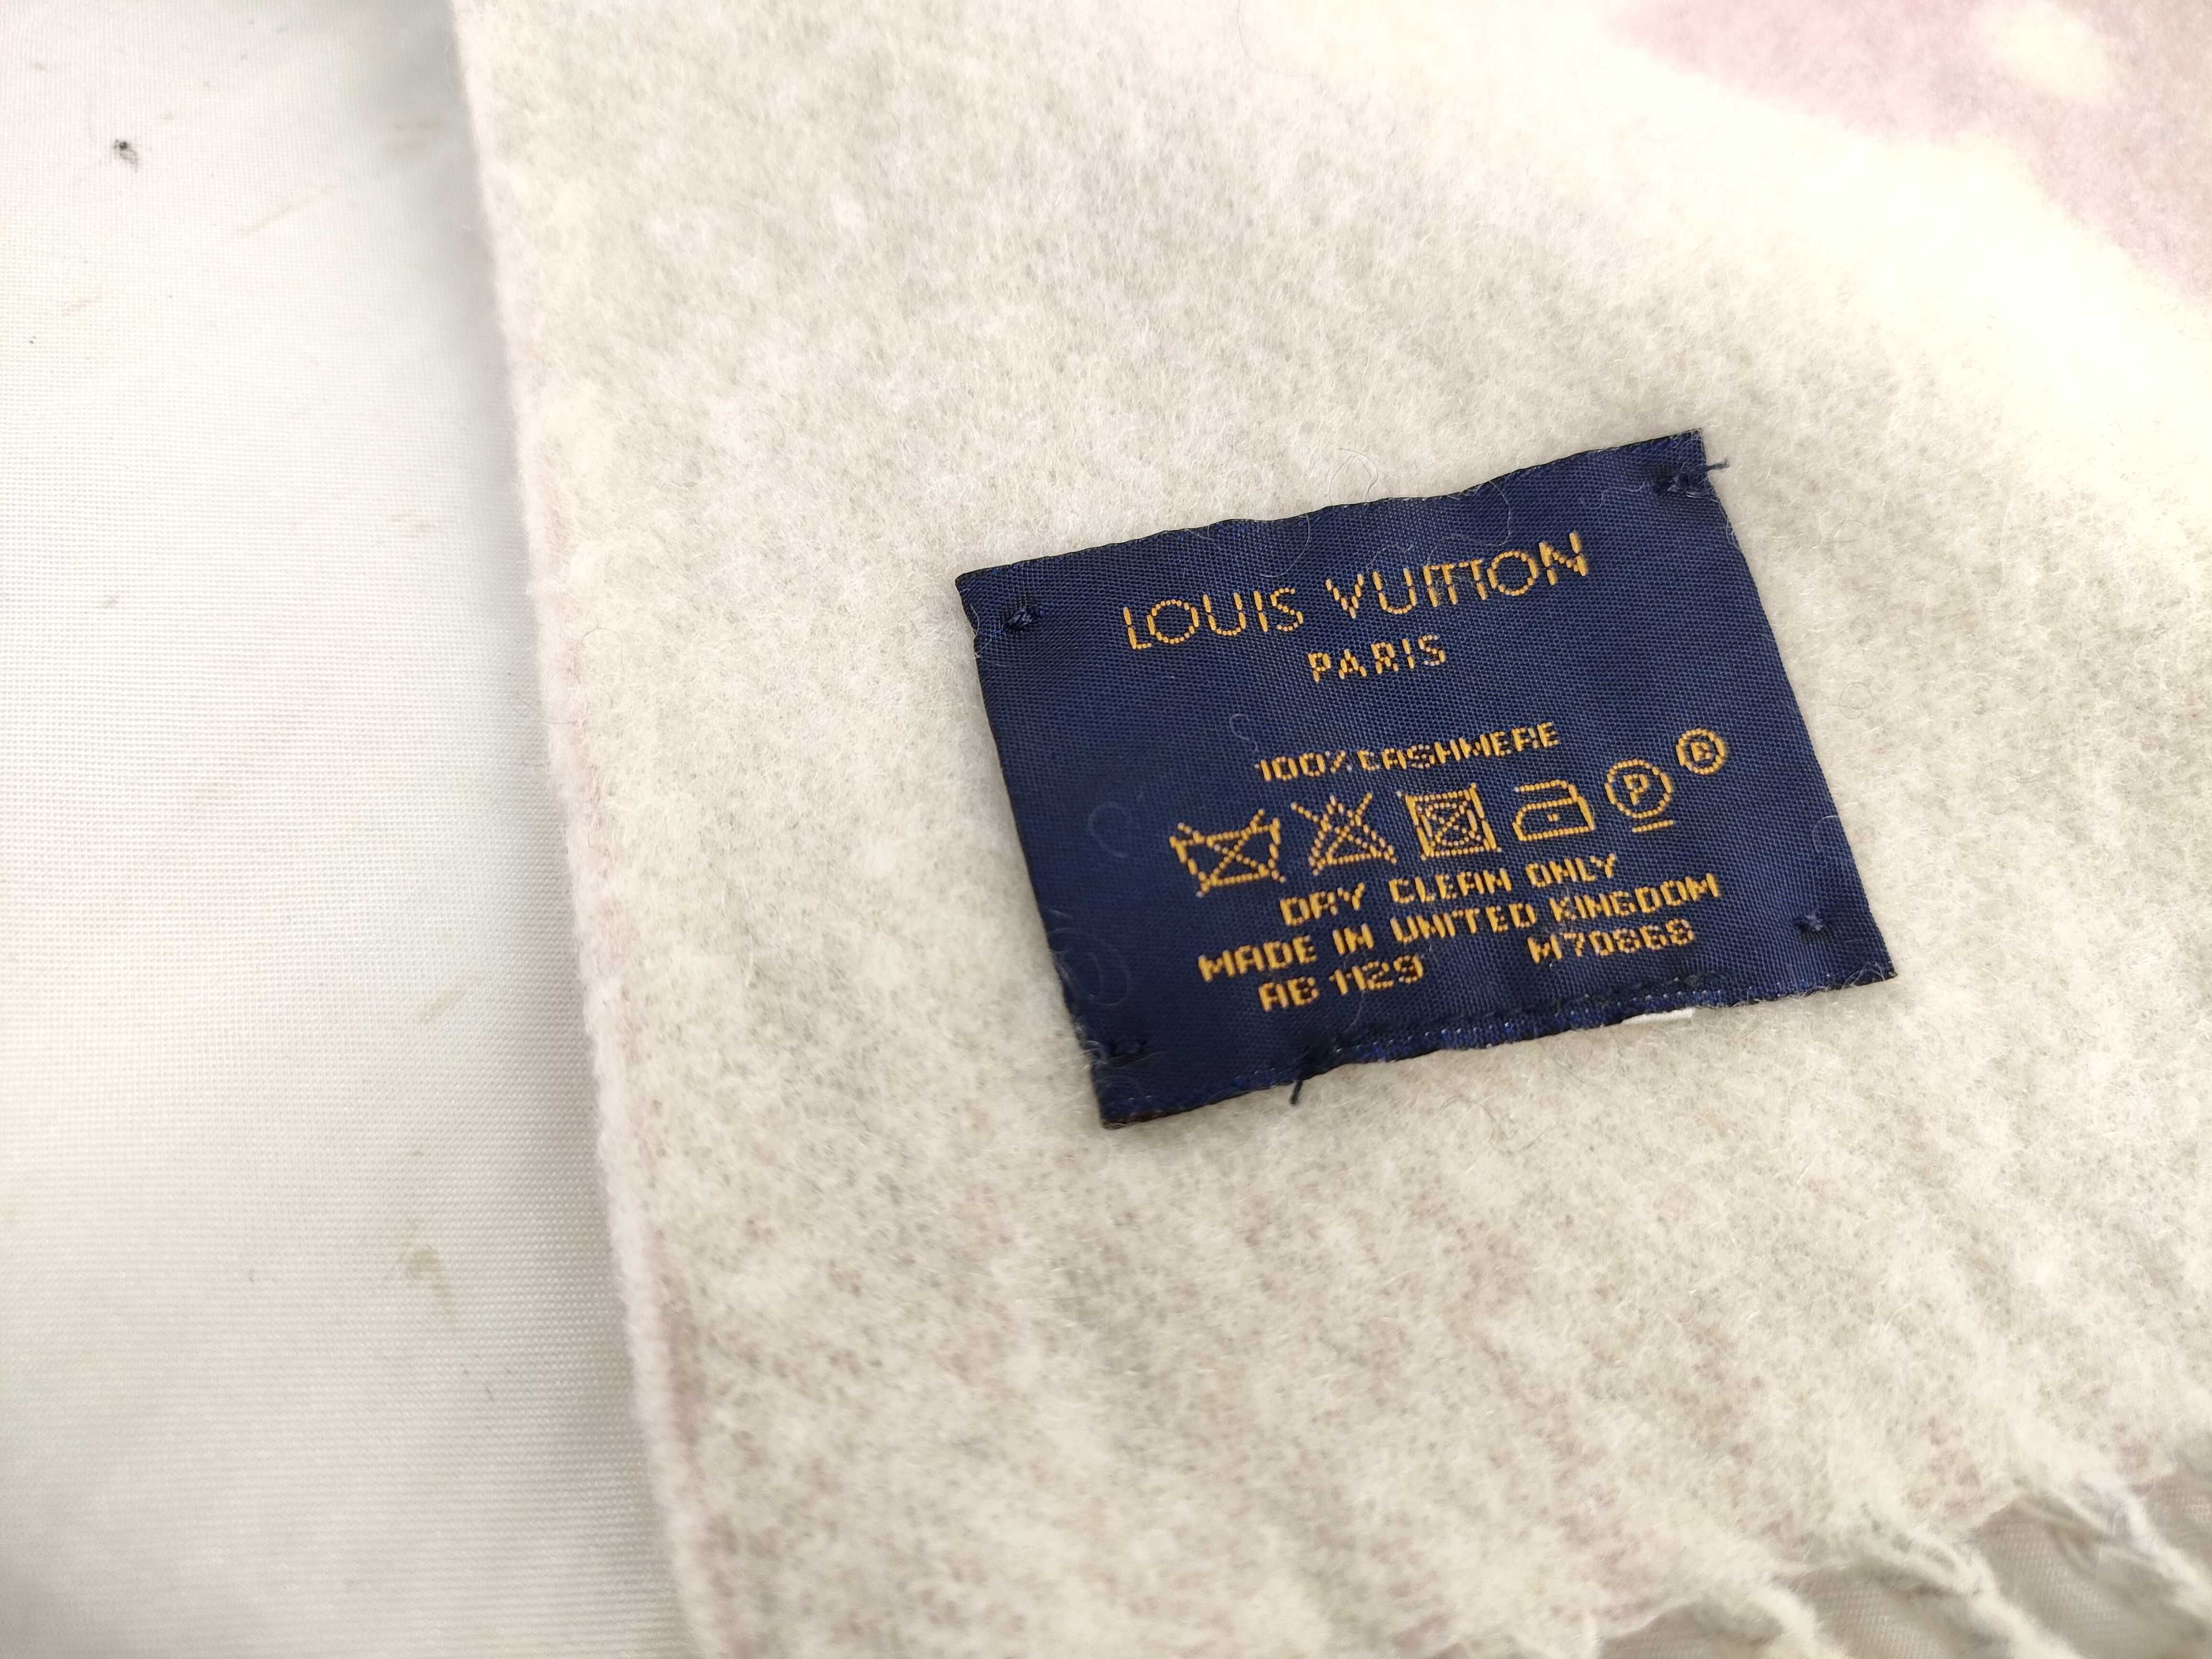 LOUIS VUITTON
PARIS
100% CASHMERE
P R
DRY CLEAN ONLY
MADE IN UNITED KINGDOM
AB 1129 M70868